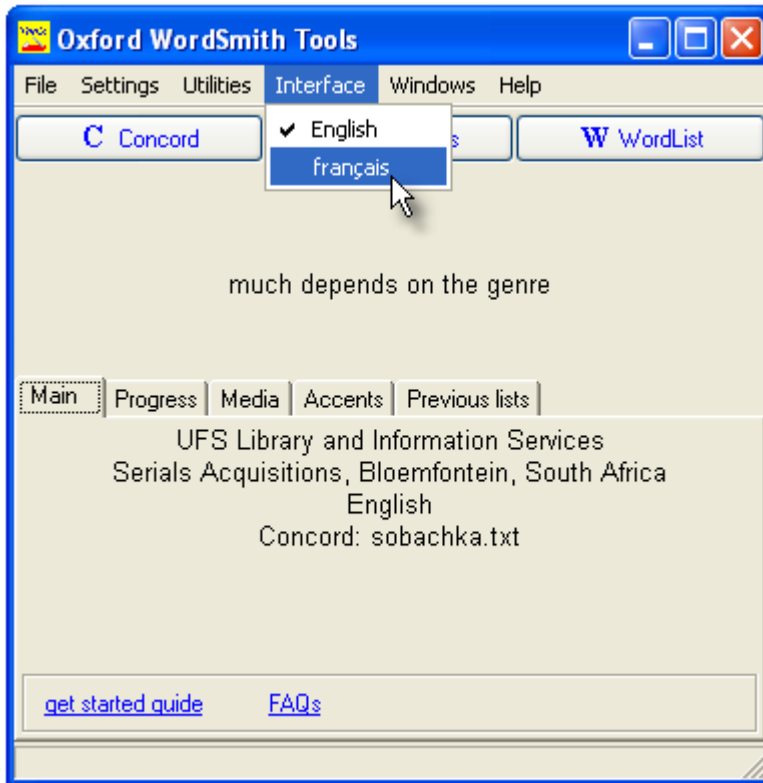 Oxford WordSmith Tools
File Settings Utilities Interface Windows Help
C Concord
English
s
W WordList
français
much depends on the genre
Main Progress Media Accents Previous lists
UFS Library and Information Services
Serials Acquisitions, Bloemfontein, South Africa
English
Concord: sobachka.txt
get started guide FAQs